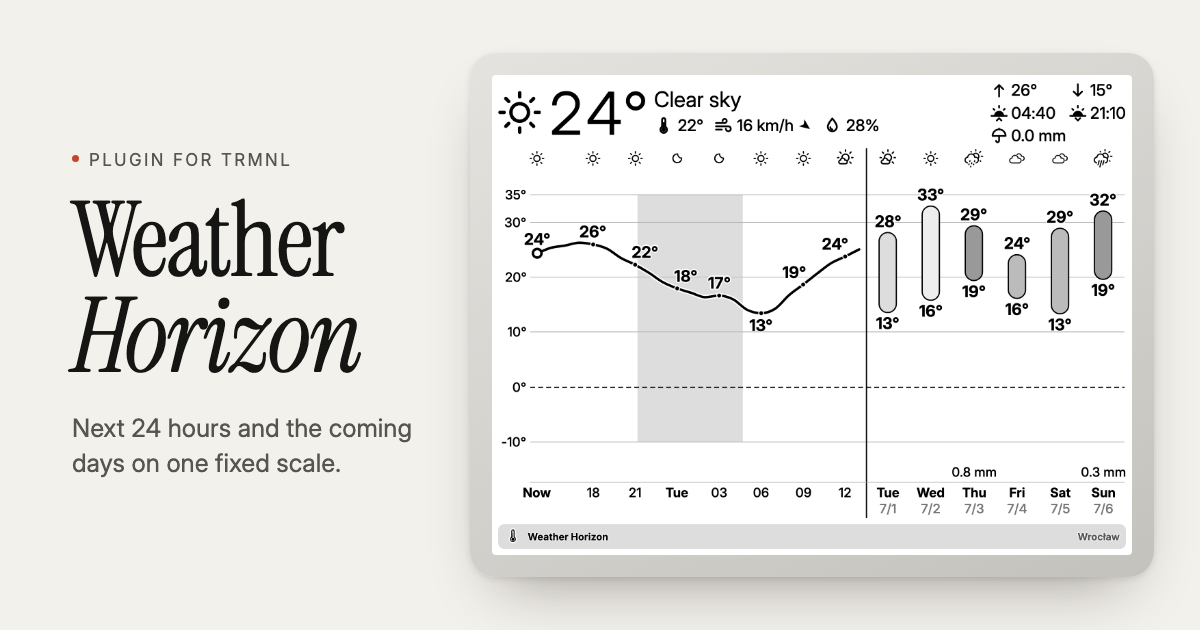 PLUGIN FOR TRMNL
Weather
Horizon
Next 24 hours and the coming
days on one fixed scale.
24° Clear sky
22° 16 km/h 28%
↑ 26° ↓ 15°
04:40 21:10
0.0 mm
35°
30°
20°
10°
0°
-10°
24° 26° 22° 18° 17° 13° 19° 24°
28° 33° 29° 24° 29° 32°
13° 16° 19° 16° 13° 19°
0.8 mm 0.3 mm
Now 18 21 Tue 03 06 09 12 Tue Wed Thu Fri Sat Sun
7/1 7/2 7/3 7/4 7/5 7/6
Weather Horizon Wrocław